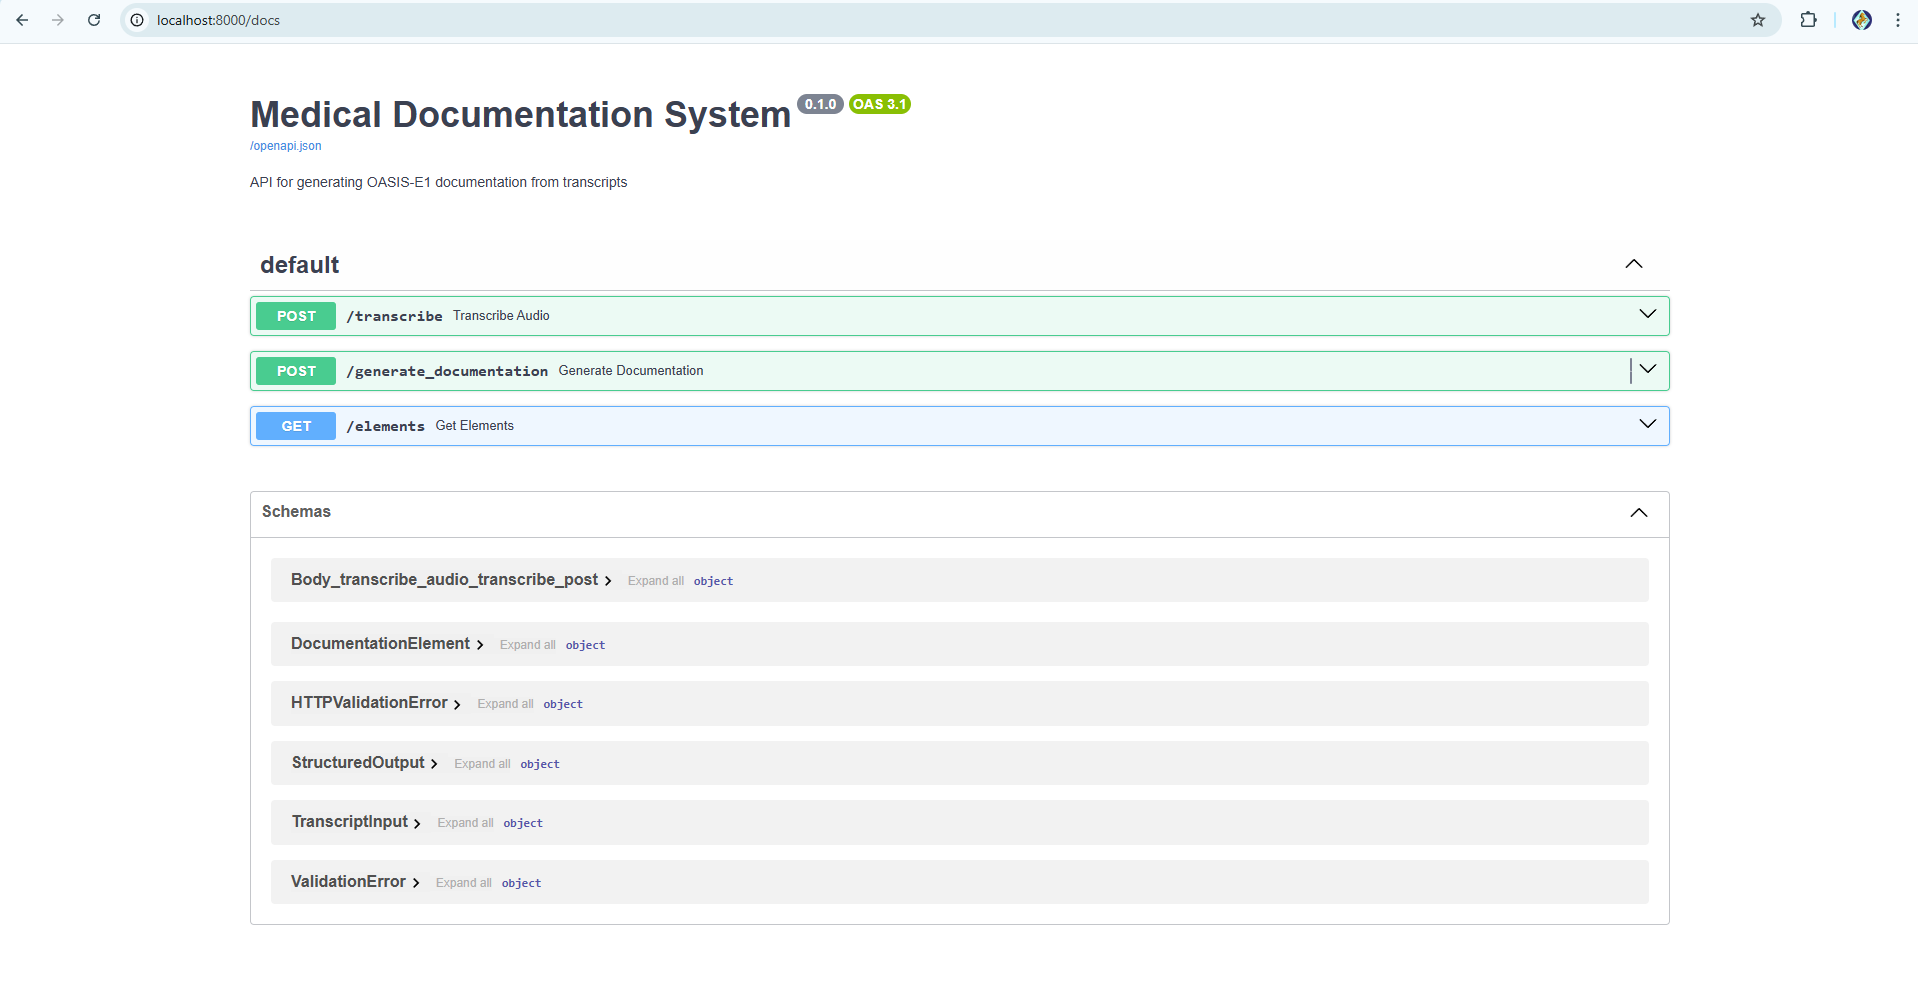 localhost:8000/docs
Medical Documentation System 0.1.0 OAS 3.1
/openapi.json
API for generating OASIS-E1 documentation from transcripts
default
POST /transcribe Transcribe Audio
POST /generate_documentation Generate Documentation
GET /elements Get Elements
Schemas
Body_transcribe_audio_transcribe_post Expand all object
DocumentationElement Expand all object
HTTPValidationError Expand all object
StructuredOutput Expand all object
TranscriptInput Expand all object
ValidationError Expand all object